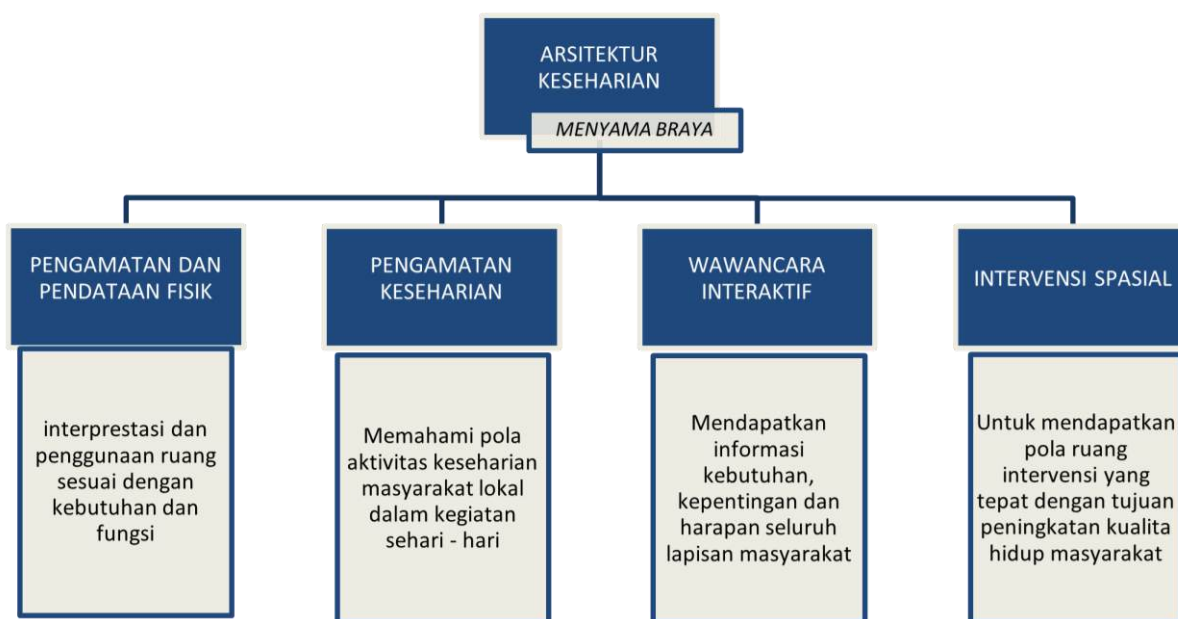 ARSITEKTUR
KESEHARIAN
MENYAMA BRAYA
PENGAMATAN DAN
PENDATAAN FISIK
interprestasi dan
penggunaan ruang
sesuai dengan
kebutuhan dan
fungsi
PENGAMATAN
KESEHARIAN
Memahami pola
aktivitas keseharian
masyarakat lokal
dalam kegiatan
sehari - hari
WAWANCARA
INTERAKTIF
Mendapatkan
informasi
kebutuhan,
kepentingan dan
harapan seluruh
lapisan masyarakat
INTERVENSI SPASIAL
Untuk mendapatkan
pola ruang
intervensi yang
tepat dengan tujuan
peningkatan kualita
hidup masyarakat